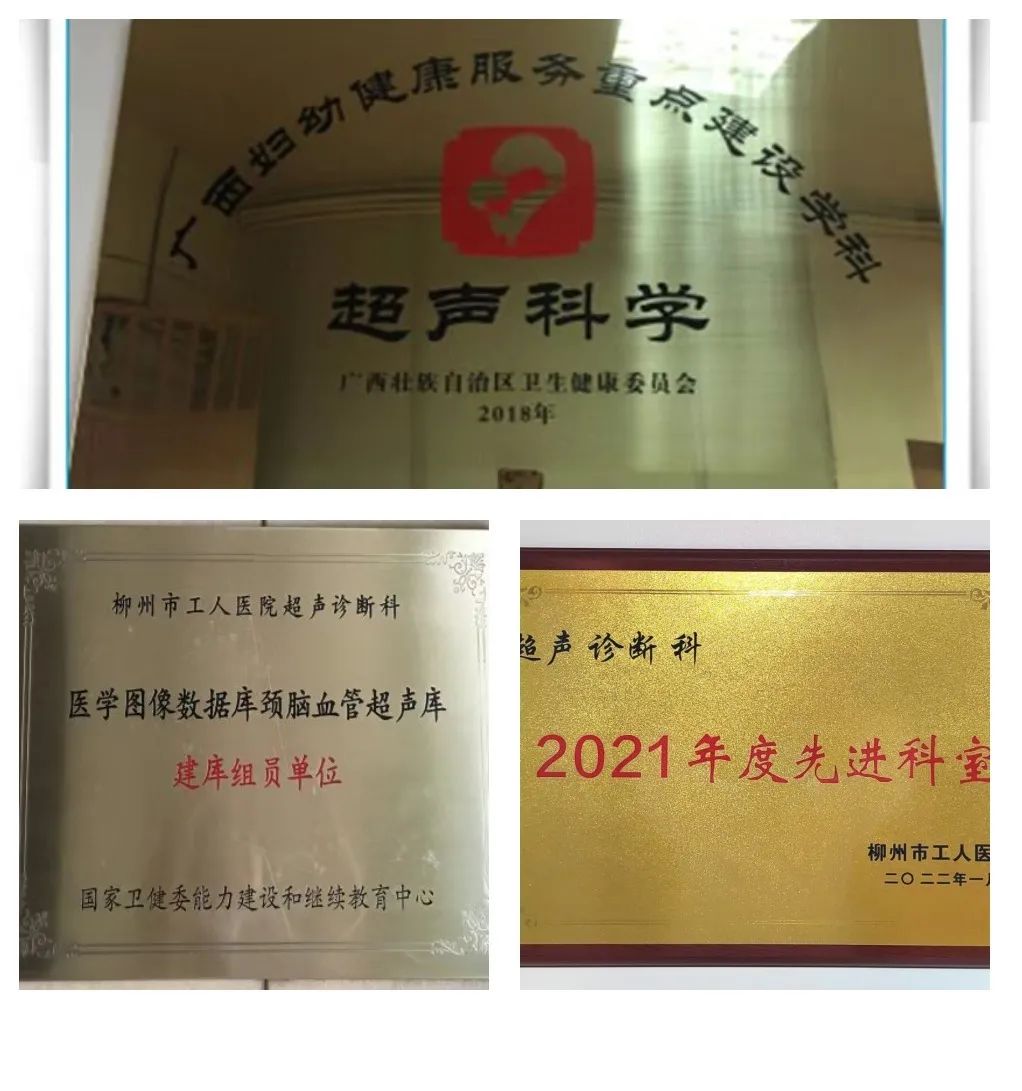 广西妇幼健康服务重点建设学科
超声科学
广西壮族自治区卫生健康委员会
2018年
柳州市工人医院超声诊断科
医学图像数据库颈脑血管超声库
建库组员单位
国家卫健委能力建设和继续教育中心
超声诊断科
2021年度先进科室
柳州市工人医
二〇二二年一月